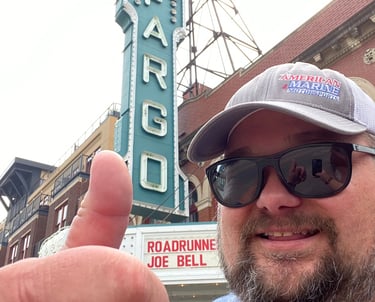 FARGO
AMERICAN
MARINE
ROADRUNNE
JOE BELL